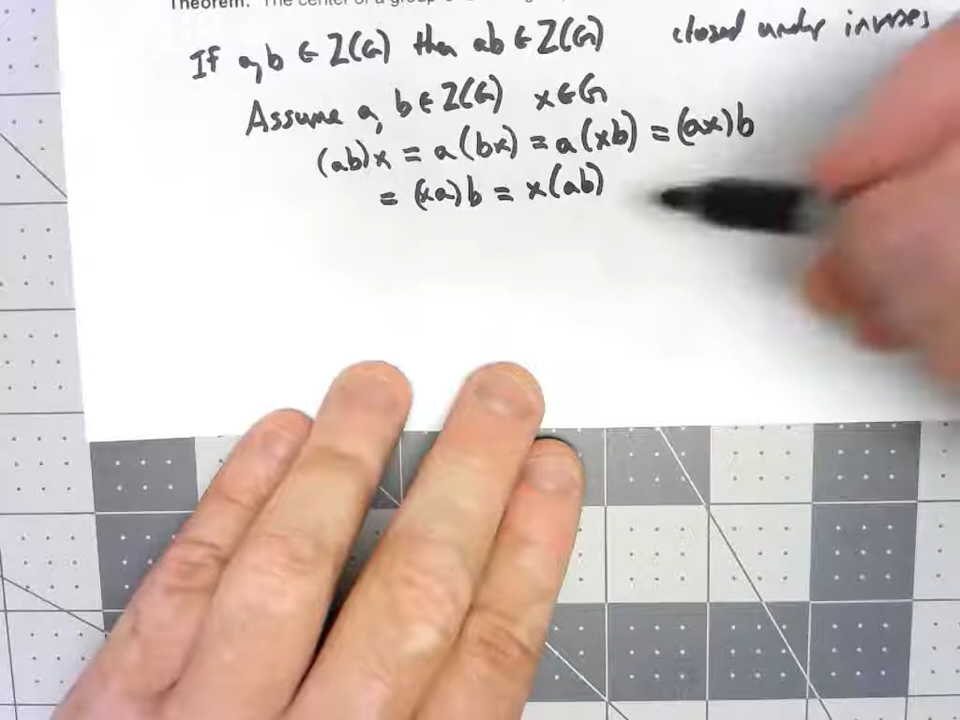 Theorem. The center of a group
If a, b ∈ Z(G) then ab ∈ Z(G)
closed under inverses
Assume a, b ∈ Z(G) x ∈ G
(ab)x = a(bx) = a(xb) = (ax)b
= (xa)b = x(ab)